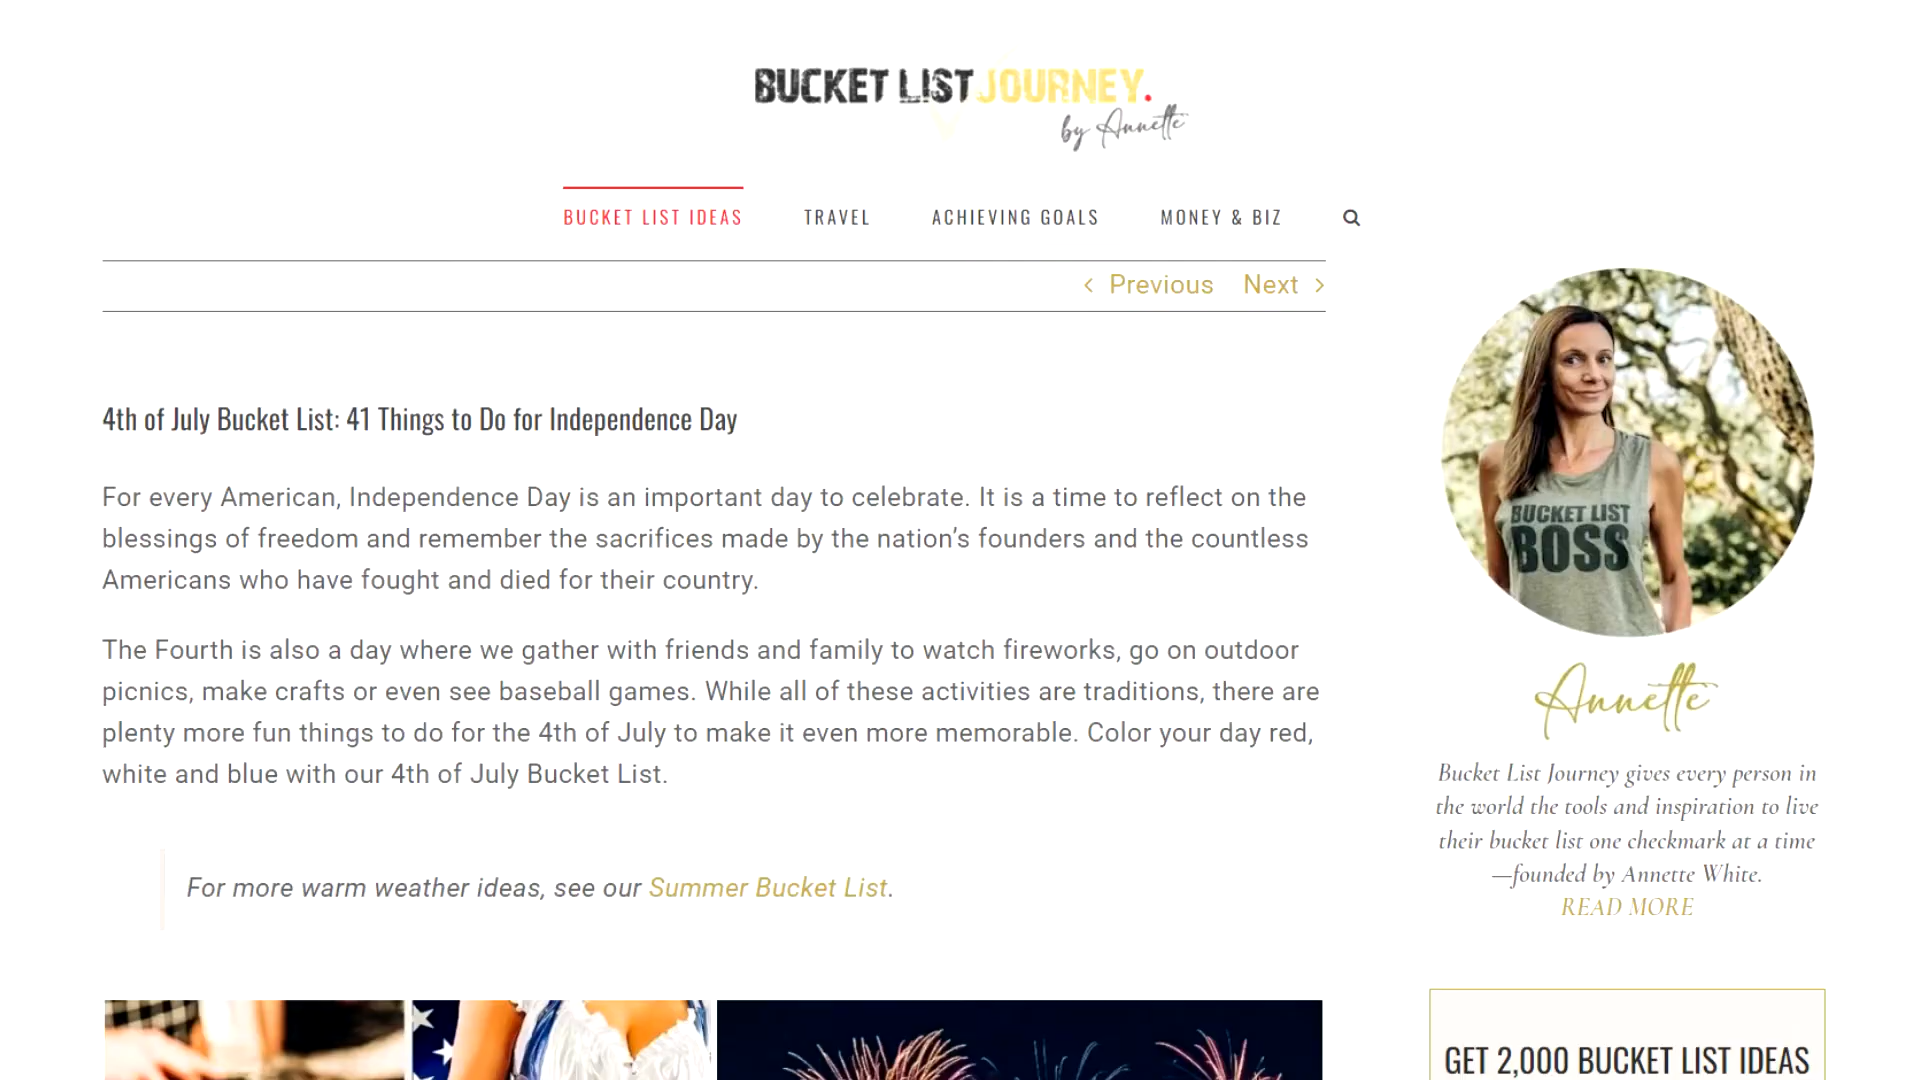 BUCKET LIST JOURNEY.
by Annette
BUCKET LIST IDEAS
TRAVEL
ACHIEVING GOALS
MONEY & BIZ
Previous
Next
4th of July Bucket List: 41 Things to Do for Independence Day
For every American, Independence Day is an important day to celebrate. It is a time to reflect on the
blessings of freedom and remember the sacrifices made by the nation’s founders and the countless
Americans who have fought and died for their country.
The Fourth is also a day where we gather with friends and family to watch fireworks, go on outdoor
picnics, make crafts or even see baseball games. While all of these activities are traditions, there are
plenty more fun things to do for the 4th of July to make it even more memorable. Color your day red,
white and blue with our 4th of July Bucket List.
For more warm weather ideas, see our Summer Bucket List.
BUCKET LIST
BOSS
Annette
Bucket List Journey gives every person in
the world the tools and inspiration to live
their bucket list one checkmark at a time
—founded by Annette White.
READ MORE
GET 2,000 BUCKET LIST IDEAS